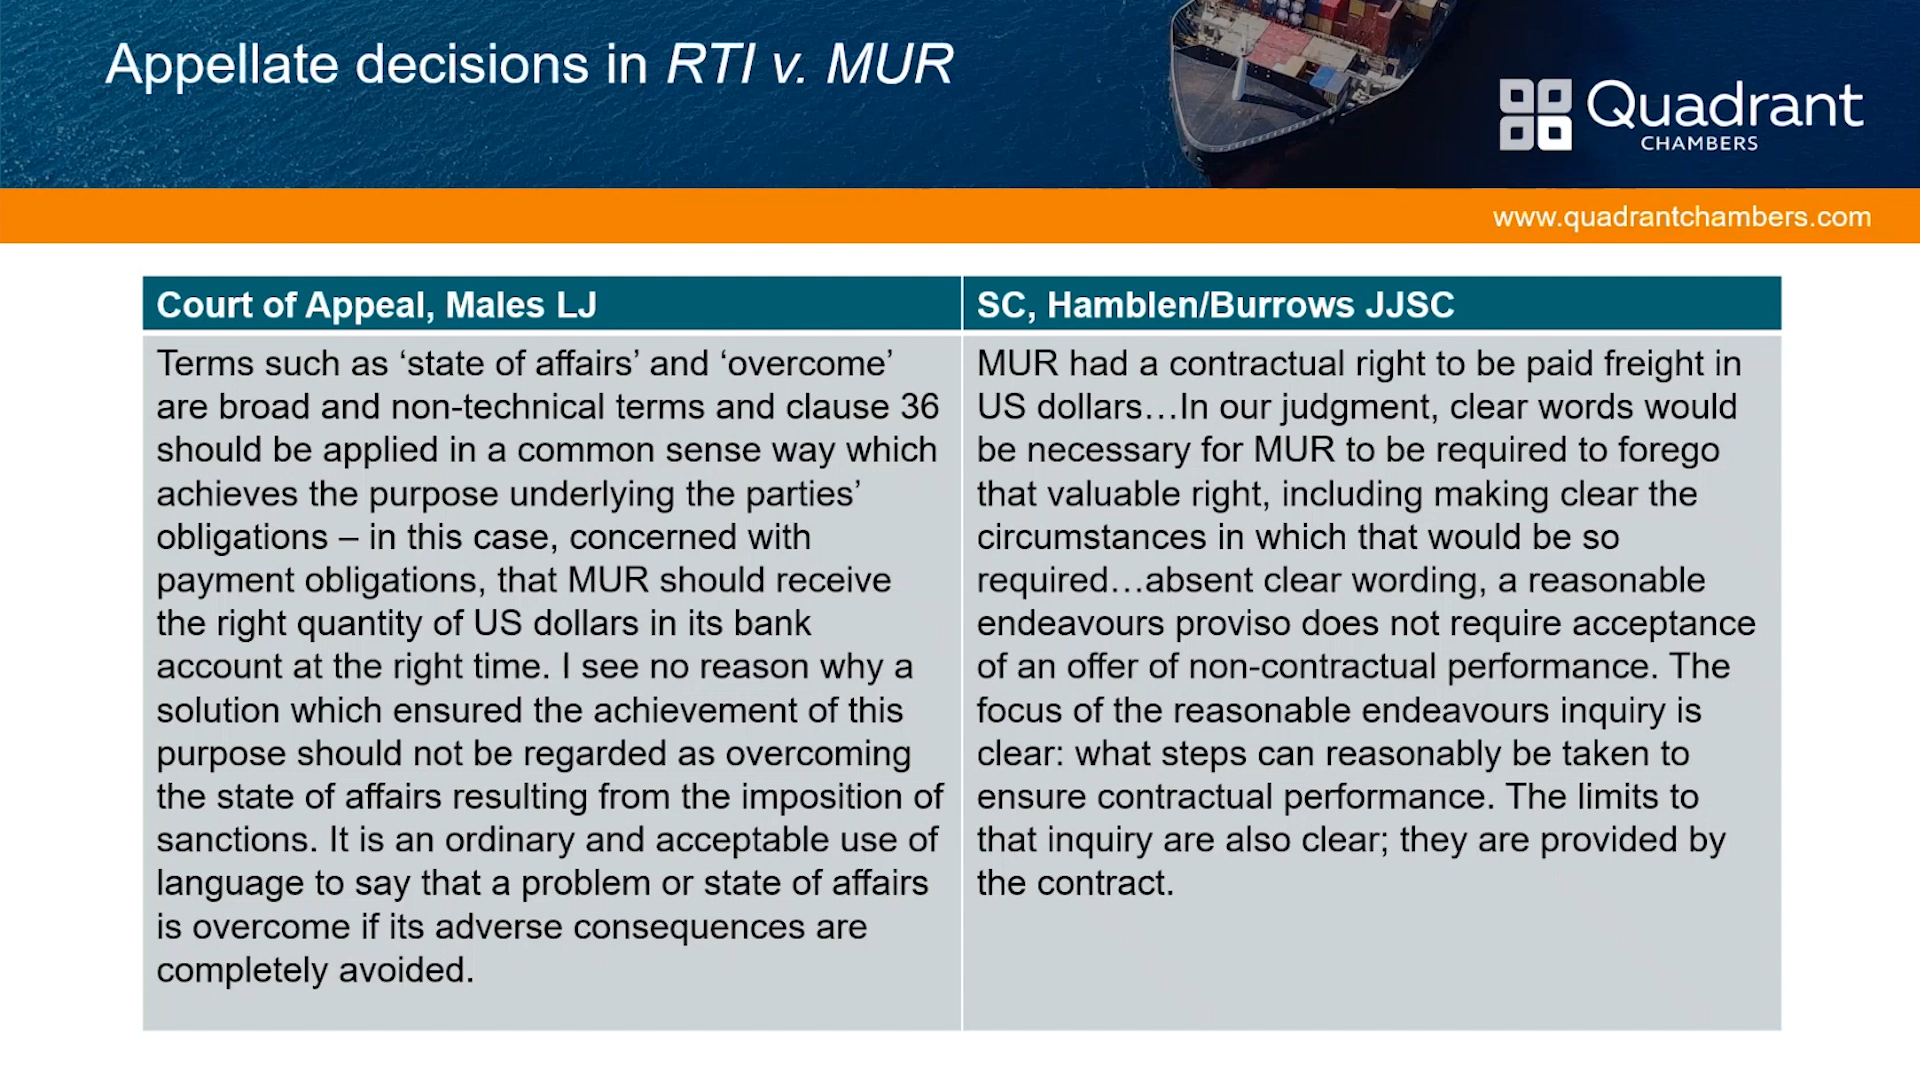 Appellate decisions in RTI v. MUR
Quadrant
CHAMBERS
www.quadrantchambers.com
Court of Appeal, Males LJ
Terms such as ‘state of affairs’ and ‘overcome’
are broad and non-technical terms and clause 36
should be applied in a common sense way which
achieves the purpose underlying the parties’
obligations – in this case, concerned with
payment obligations, that MUR should receive
the right quantity of US dollars in its bank
account at the right time. I see no reason why a
solution which ensured the achievement of this
purpose should not be regarded as overcoming
the state of affairs resulting from the imposition of
sanctions. It is an ordinary and acceptable use of
language to say that a problem or state of affairs
is overcome if its adverse consequences are
completely avoided.
SC, Hamblen/Burrows JJSC
MUR had a contractual right to be paid freight in
US dollars…In our judgment, clear words would
be necessary for MUR to be required to forego
that valuable right, including making clear the
circumstances in which that would be so
required…absent clear wording, a reasonable
endeavours proviso does not require acceptance
of an offer of non-contractual performance. The
focus of the reasonable endeavours inquiry is
clear: what steps can reasonably be taken to
ensure contractual performance. The limits to
that inquiry are also clear; they are provided by
the contract.